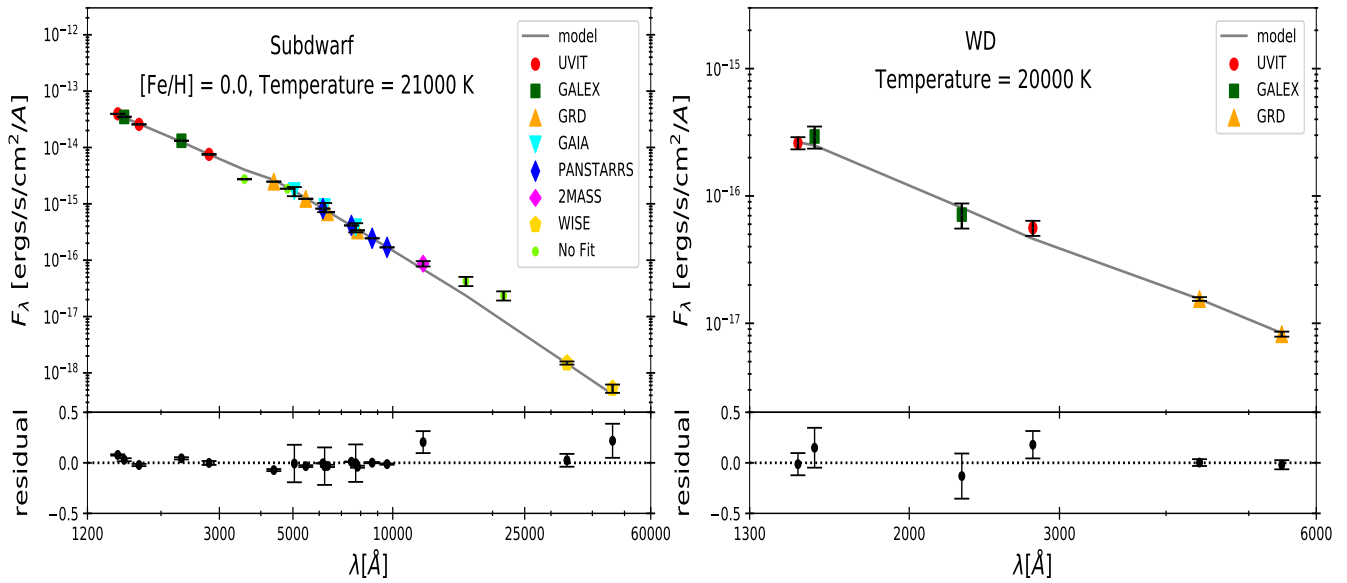 Subdwarf
[Fe/H] = 0.0, Temperature = 21000 K
model
UVIT
GALEX
GRD
GAIA
PANSTARRS
2MASS
WISE
No Fit
F_λ [ergs/s/cm²/A]
10⁻¹²
10⁻¹³
10⁻¹⁴
10⁻¹⁵
10⁻¹⁶
10⁻¹⁷
10⁻¹⁸
residual
0.5
0.0
−0.5
1200 3000 5000 10000 25000 60000
λ[Å]
WD
Temperature = 20000 K
model
UVIT
GALEX
GRD
F_λ [ergs/s/cm²/A]
10⁻¹⁵
10⁻¹⁶
10⁻¹⁷
residual
0.5
0.0
−0.5
1300 2000 3000 6000
λ[Å]